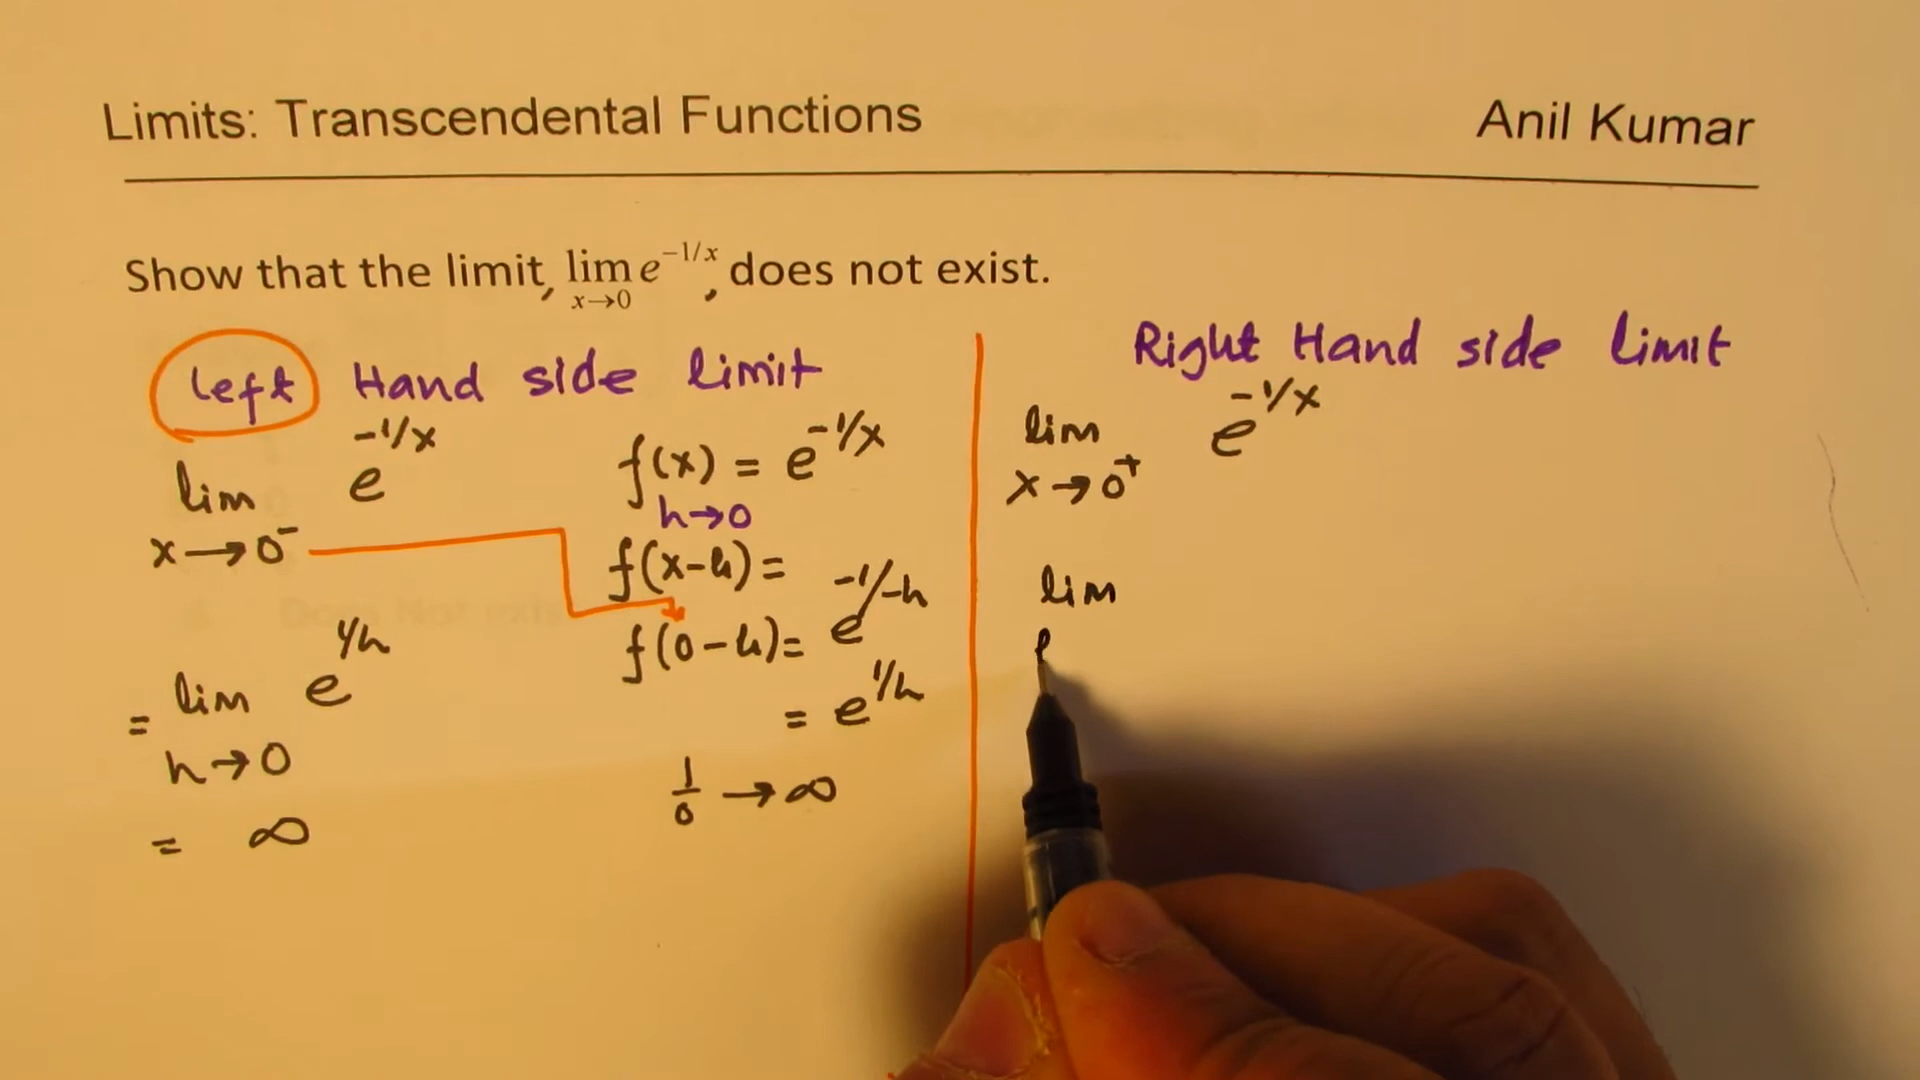 Limits: Transcendental Functions Anil Kumar
Show that the limit, lim e^{-1/x}, does not exist.
x→0
left Hand side limit
lim e^{-1/x}
x→0⁻
= lim e^{1/h}
h→0
= ∞
f(x) = e^{-1/x}
h→0
f(x-h) =
f(0-h) = e^{-1/-h}
= e^{1/h}
1/0 → ∞
Right Hand side limit
lim e^{-1/x}
x→0⁺
lim